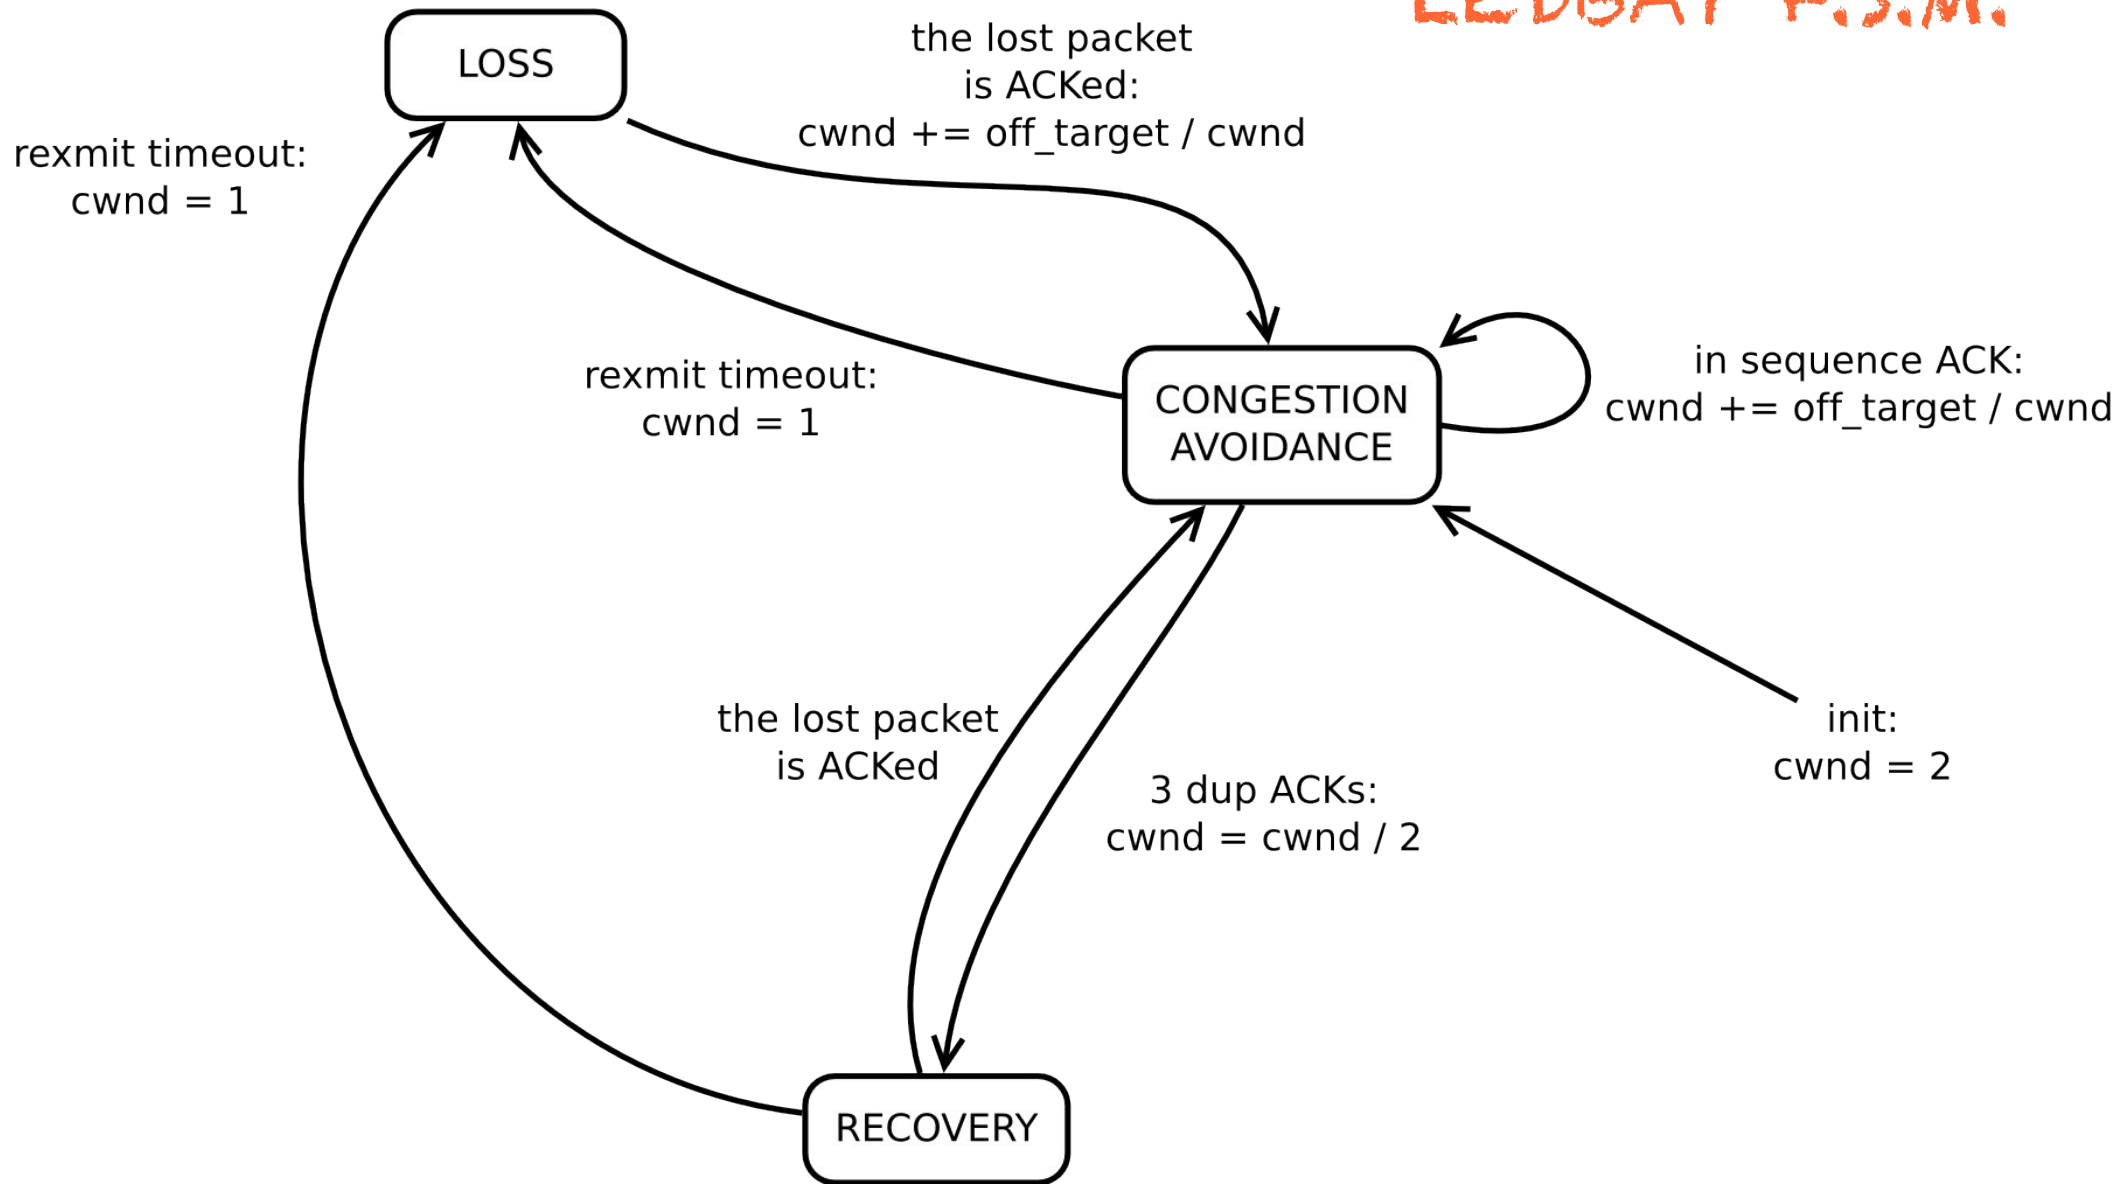 LEDBAT F.S.M.
LOSS
the lost packet
is ACKed:
cwnd += off_target / cwnd
rexmit timeout:
cwnd = 1
rexmit timeout:
cwnd = 1
CONGESTION
AVOIDANCE
in sequence ACK:
cwnd += off_target / cwnd
the lost packet
is ACKed
3 dup ACKs:
cwnd = cwnd / 2
init:
cwnd = 2
RECOVERY